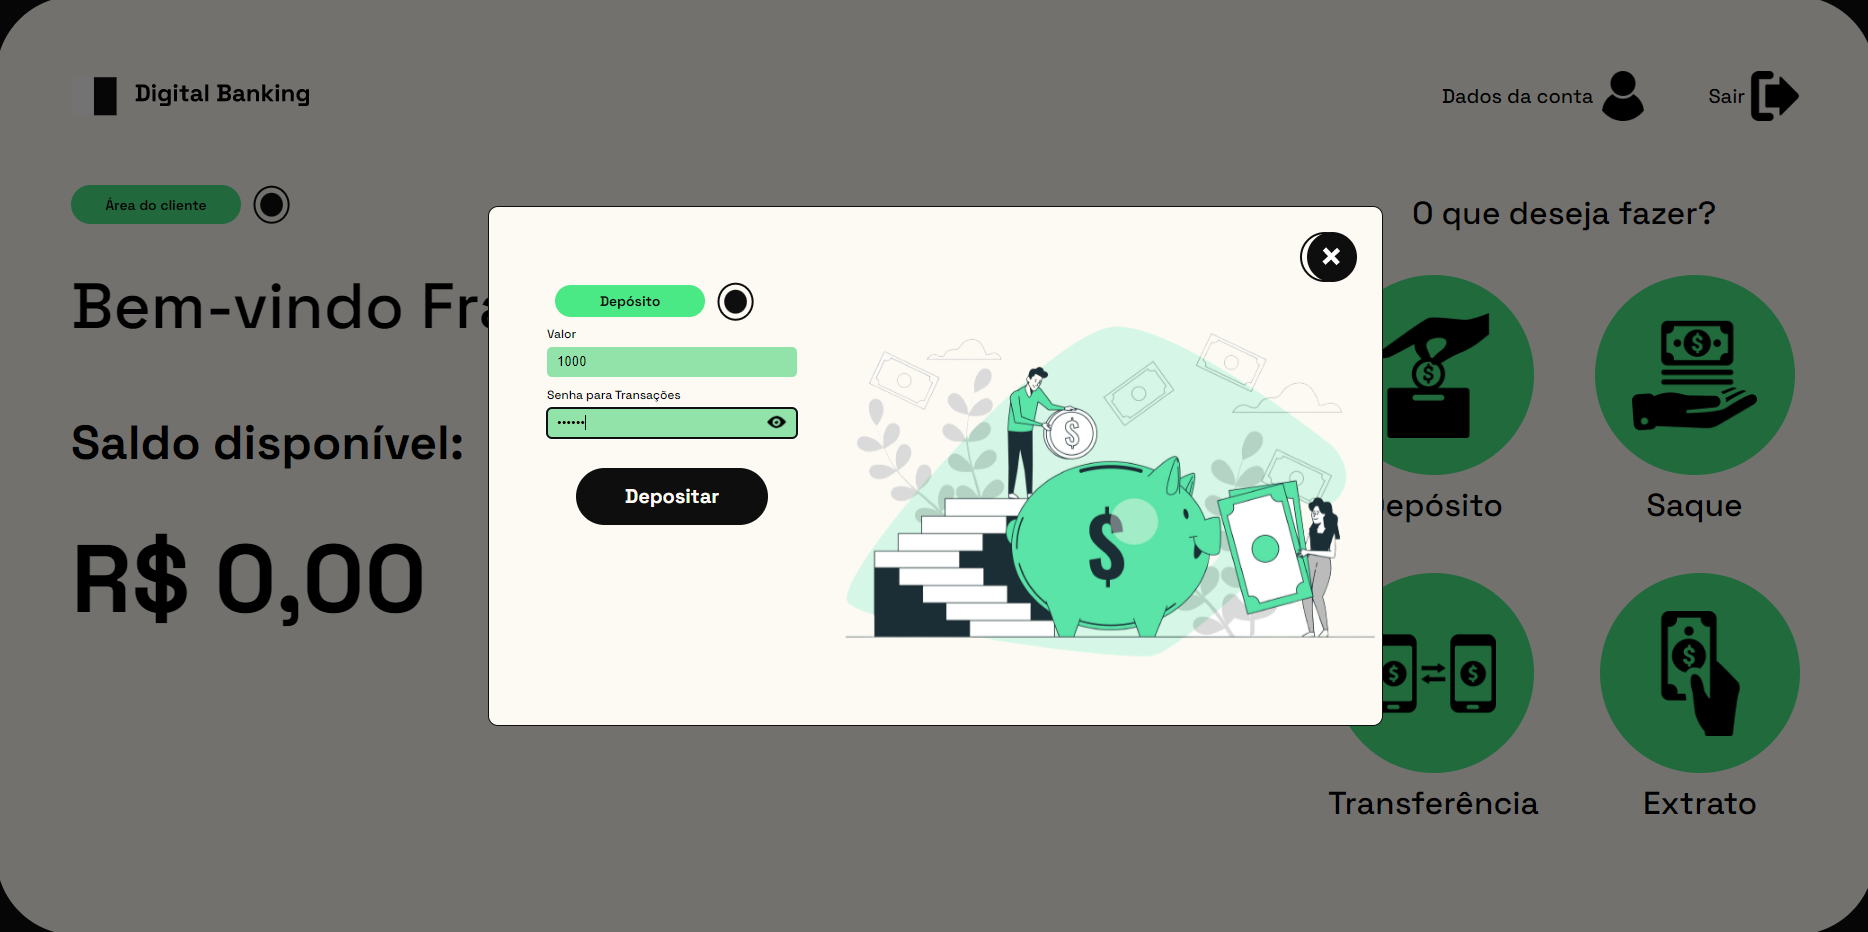 Digital Banking
Dados da conta
Sair
Área do cliente
Bem-vindo Fra
Saldo disponível:
R$ 0,00
Depósito
Valor
1000
Senha para Transações
••••••
Depositar
$
$
O que deseja fazer?
$
$
epósito
Saque
$
$
$
Transferência
Extrato